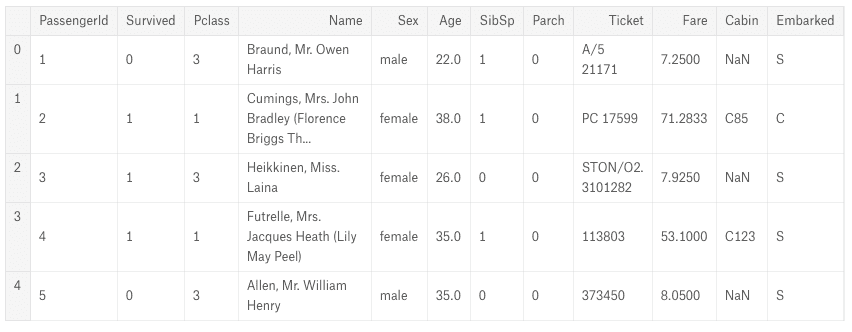 PassengerId Survived Pclass Name Sex Age SibSp Parch Ticket Fare Cabin Embarked
0 1 0 3 Braund, Mr. Owen Harris male 22.0 1 0 A/5 21171 7.2500 NaN S
1 2 1 1 Cumings, Mrs. John Bradley (Florence Briggs Th... female 38.0 1 0 PC 17599 71.2833 C85 C
2 3 1 3 Heikkinen, Miss. Laina female 26.0 0 0 STON/O2. 3101282 7.9250 NaN S
3 4 1 1 Futrelle, Mrs. Jacques Heath (Lily May Peel) female 35.0 1 0 113803 53.1000 C123 S
4 5 0 3 Allen, Mr. William Henry male 35.0 0 0 373450 8.0500 NaN S